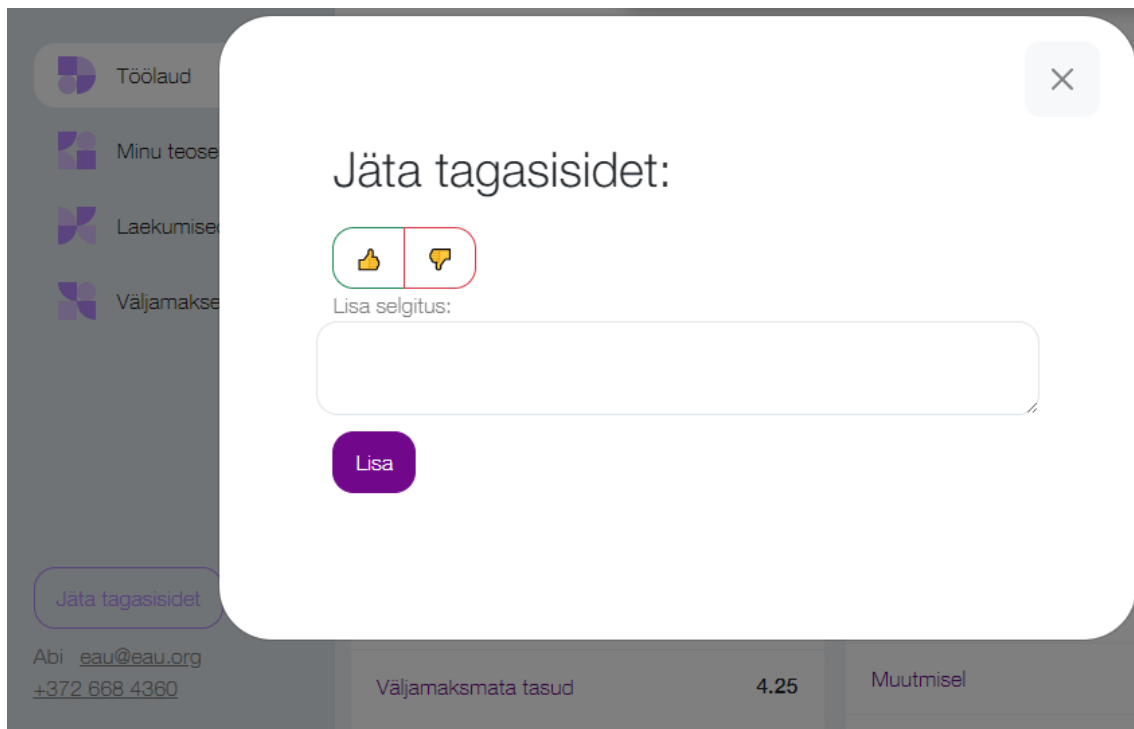 Töölaud
Minu teose
Laekumised
Väljamakse
Jäta tagasisidet:
Lisa selgitus:
Lisa
Jäta tagasisidet
Abi eau@eau.org
+372 668 4360
Väljamaksmata tasud 4.25
Muutmisel